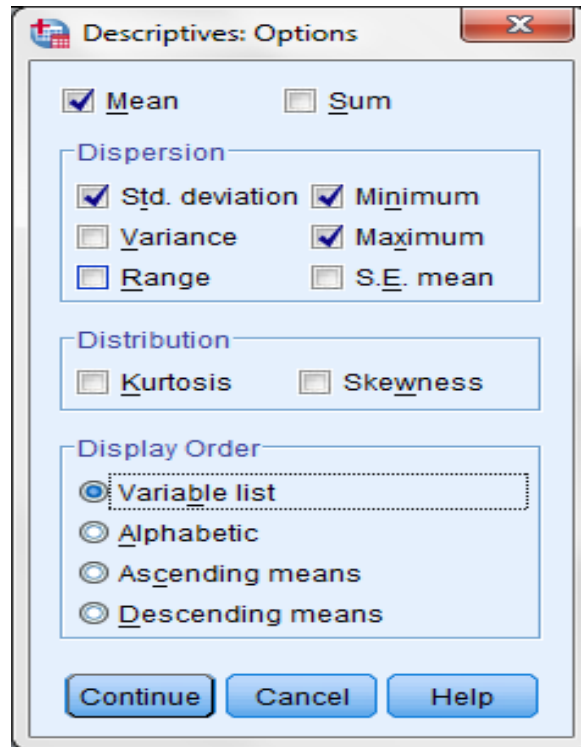 Descriptives: Options
Mean Sum
Dispersion
Std. deviation Minimum
Variance Maximum
Range S.E. mean
Distribution
Kurtosis Skewness
Display Order
Variable list
Alphabetic
Ascending means
Descending means
Continue Cancel Help